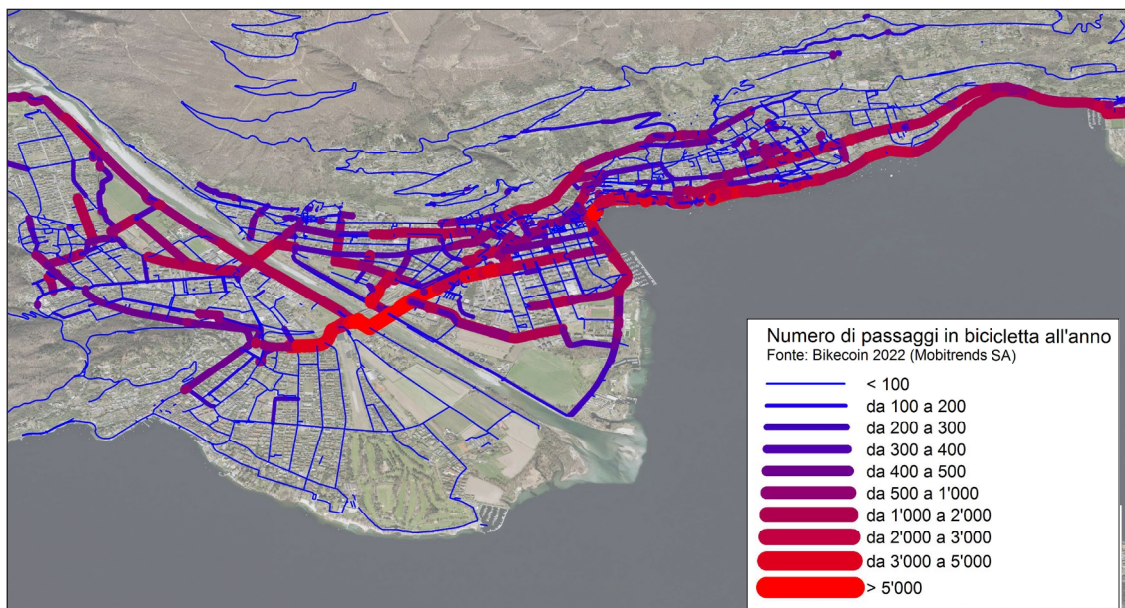 Numero di passaggi in bicicletta all'anno
Fonte: Bikecoin 2022 (Mobitrends SA)
< 100
da 100 a 200
da 200 a 300
da 300 a 400
da 400 a 500
da 500 a 1'000
da 1'000 a 2'000
da 2'000 a 3'000
da 3'000 a 5'000
> 5'000